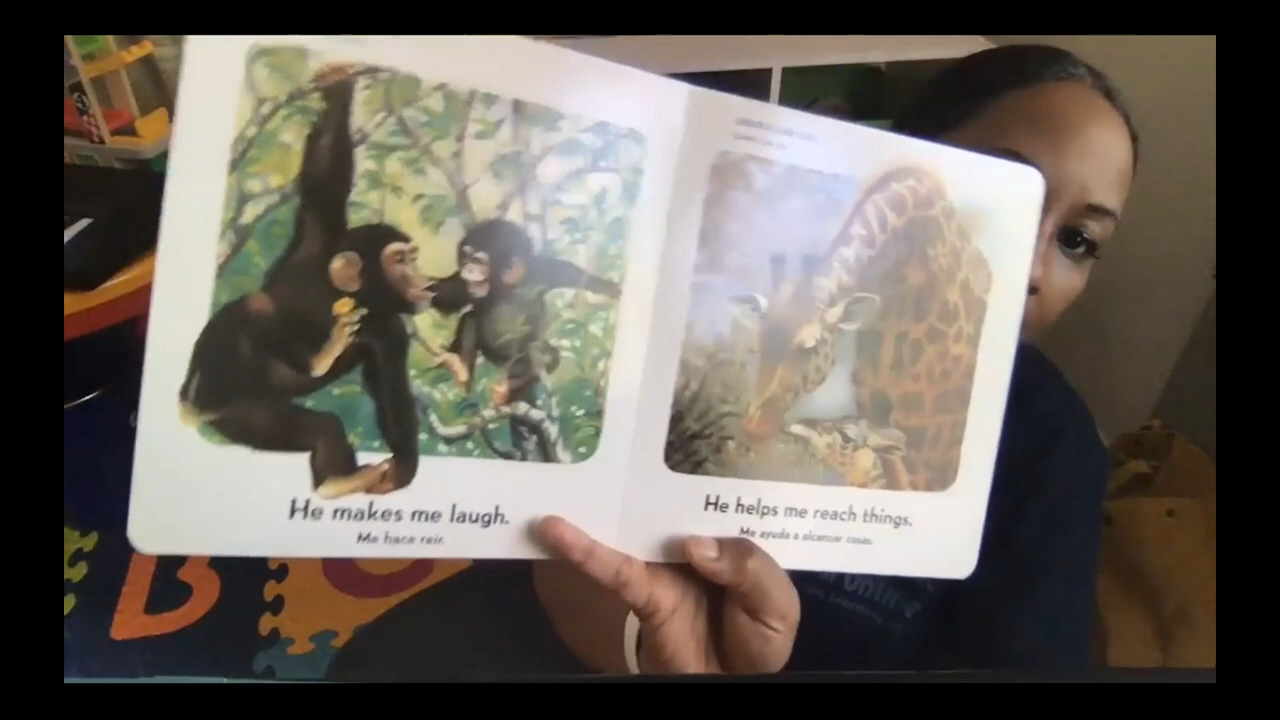 He makes me laugh.
Me hace reír.
He helps me reach things.
Me ayuda a alcanzar cosas.
B